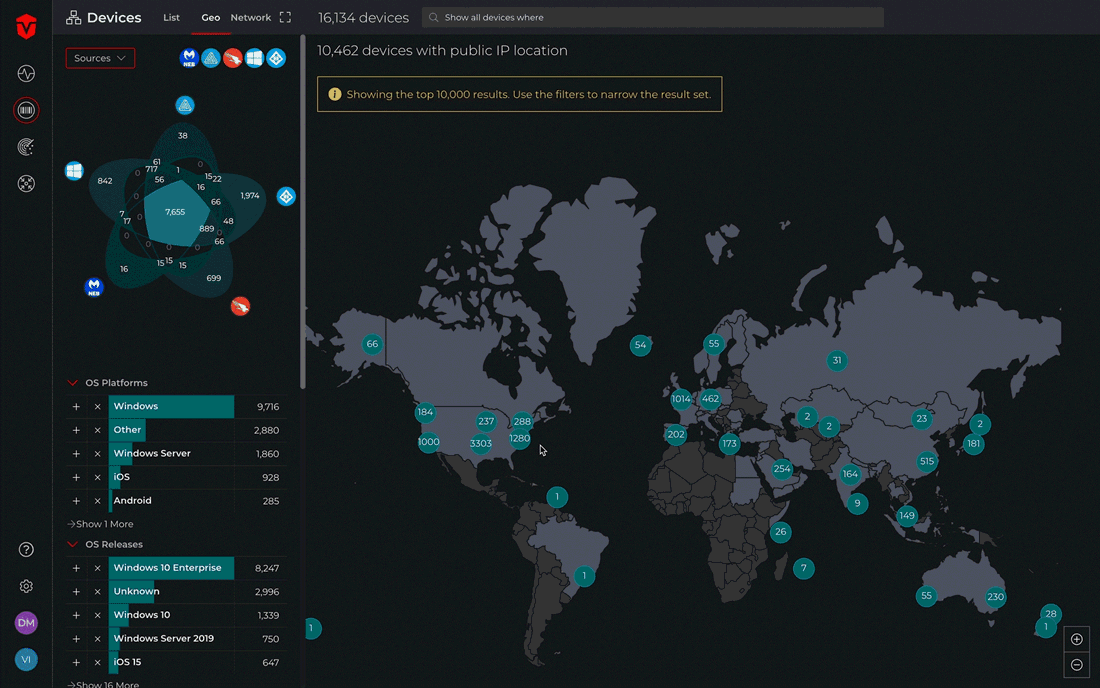 Devices
List
Geo
Network
16,134 devices
Show all devices where
Sources
MEB
10,462 devices with public IP location
Showing the top 10,000 results. Use the filters to narrow the result set.
38
61
717
1
0
0
56
15
22
16
842
1,974
0
66
7,655
7
17
0
48
889
0
0
66
0
0
0
15
15
15
16
699
MEB
OS Platforms
Windows 9,716
Other 2,880
Windows Server 1,860
iOS 928
Android 285
Show 1 More
OS Releases
Windows 10 Enterprise 8,247
Unknown 2,996
Windows 10 1,339
Windows Server 2019 750
iOS 15 647
Show 16 More
DM
VI
66
54
55
31
184
237
288
1014
462
2
2
23
2
1000
3303
1280
202
173
181
254
164
515
1
9
149
26
1
7
55
230
28
1
1